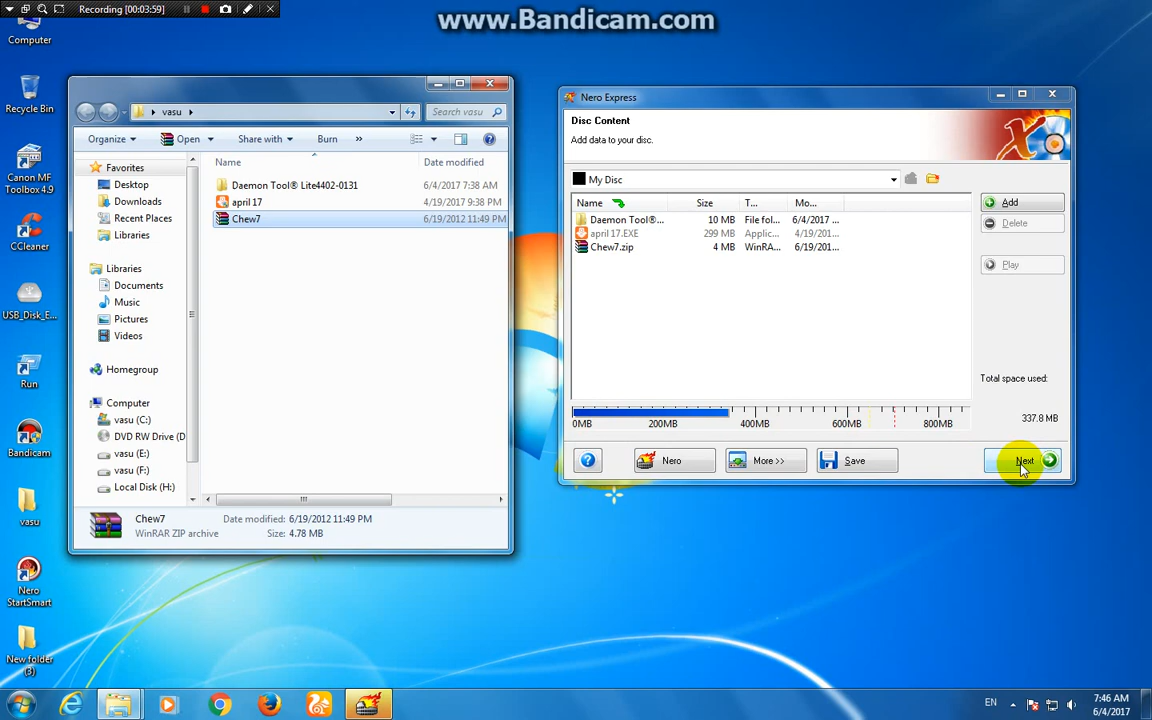 Recording [00:03:59]
www.Bandicam.com
Computer
Recycle Bin
Canon MF
Toolbox 4.9
CCleaner
USB_Disk_E...
Run
Bandicam
vasu
Nero
StartSmart
New folder
(3)
vasu
Search vasu
Organize
Open
Share with
Burn
»
Name
Date modified
Favorites
Desktop
Downloads
Recent Places
Libraries
Libraries
Documents
Music
Pictures
Videos
Homegroup
Computer
vasu (C:)
DVD RW Drive (D
vasu (E:)
vasu (F:)
Local Disk (H:)
Daemon Tool® Lite4402-0131
6/4/2017 7:38 AM
april 17
4/19/2017 9:38 PM
Chew7
6/19/2012 11:49 PM
Chew7
Date modified: 6/19/2012 11:49 PM
WinRAR ZIP archive
Size: 4.78 MB
Nero Express
Disc Content
Add data to your disc.
My Disc
Name Size T... Mo...
Daemon Tool®... 10 MB File fol... 6/4/2017 ...
april 17.EXE 299 MB Applic... 4/19/201...
Chew7.zip 4 MB WinRA... 6/19/201...
Add
Delete
Play
Total space used:
337.8 MB
0MB 200MB 400MB 600MB 800MB
Nero
More >>
Save
Next
EN
7:46 AM
6/4/2017